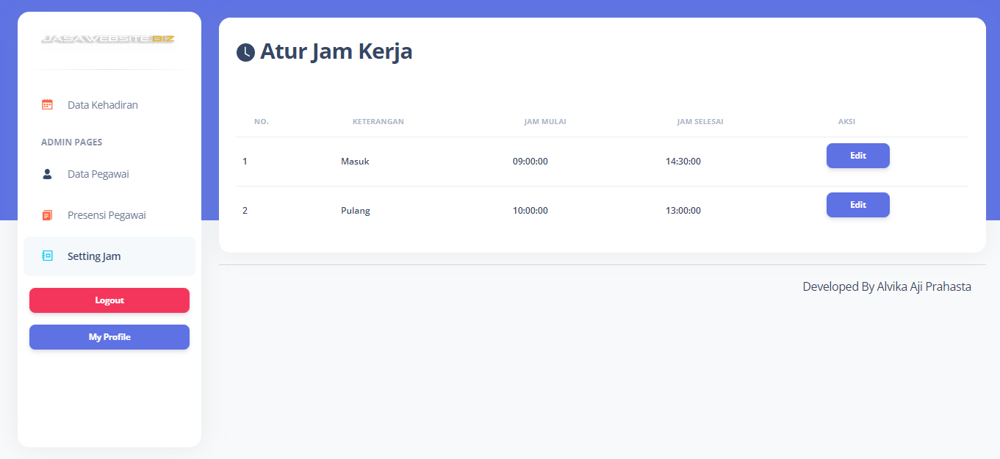 JASAWEBSITE.BIZ
Data Kehadiran
ADMIN PAGES
Data Pegawai
Presensi Pegawai
Setting Jam
Logout
My Profile
Atur Jam Kerja
NO. KETERANGAN JAM MULAI JAM SELESAI AKSI
1 Masuk 09:00:00 14:30:00 Edit
2 Pulang 10:00:00 13:00:00 Edit
Developed By Alvika Aji Prahasta